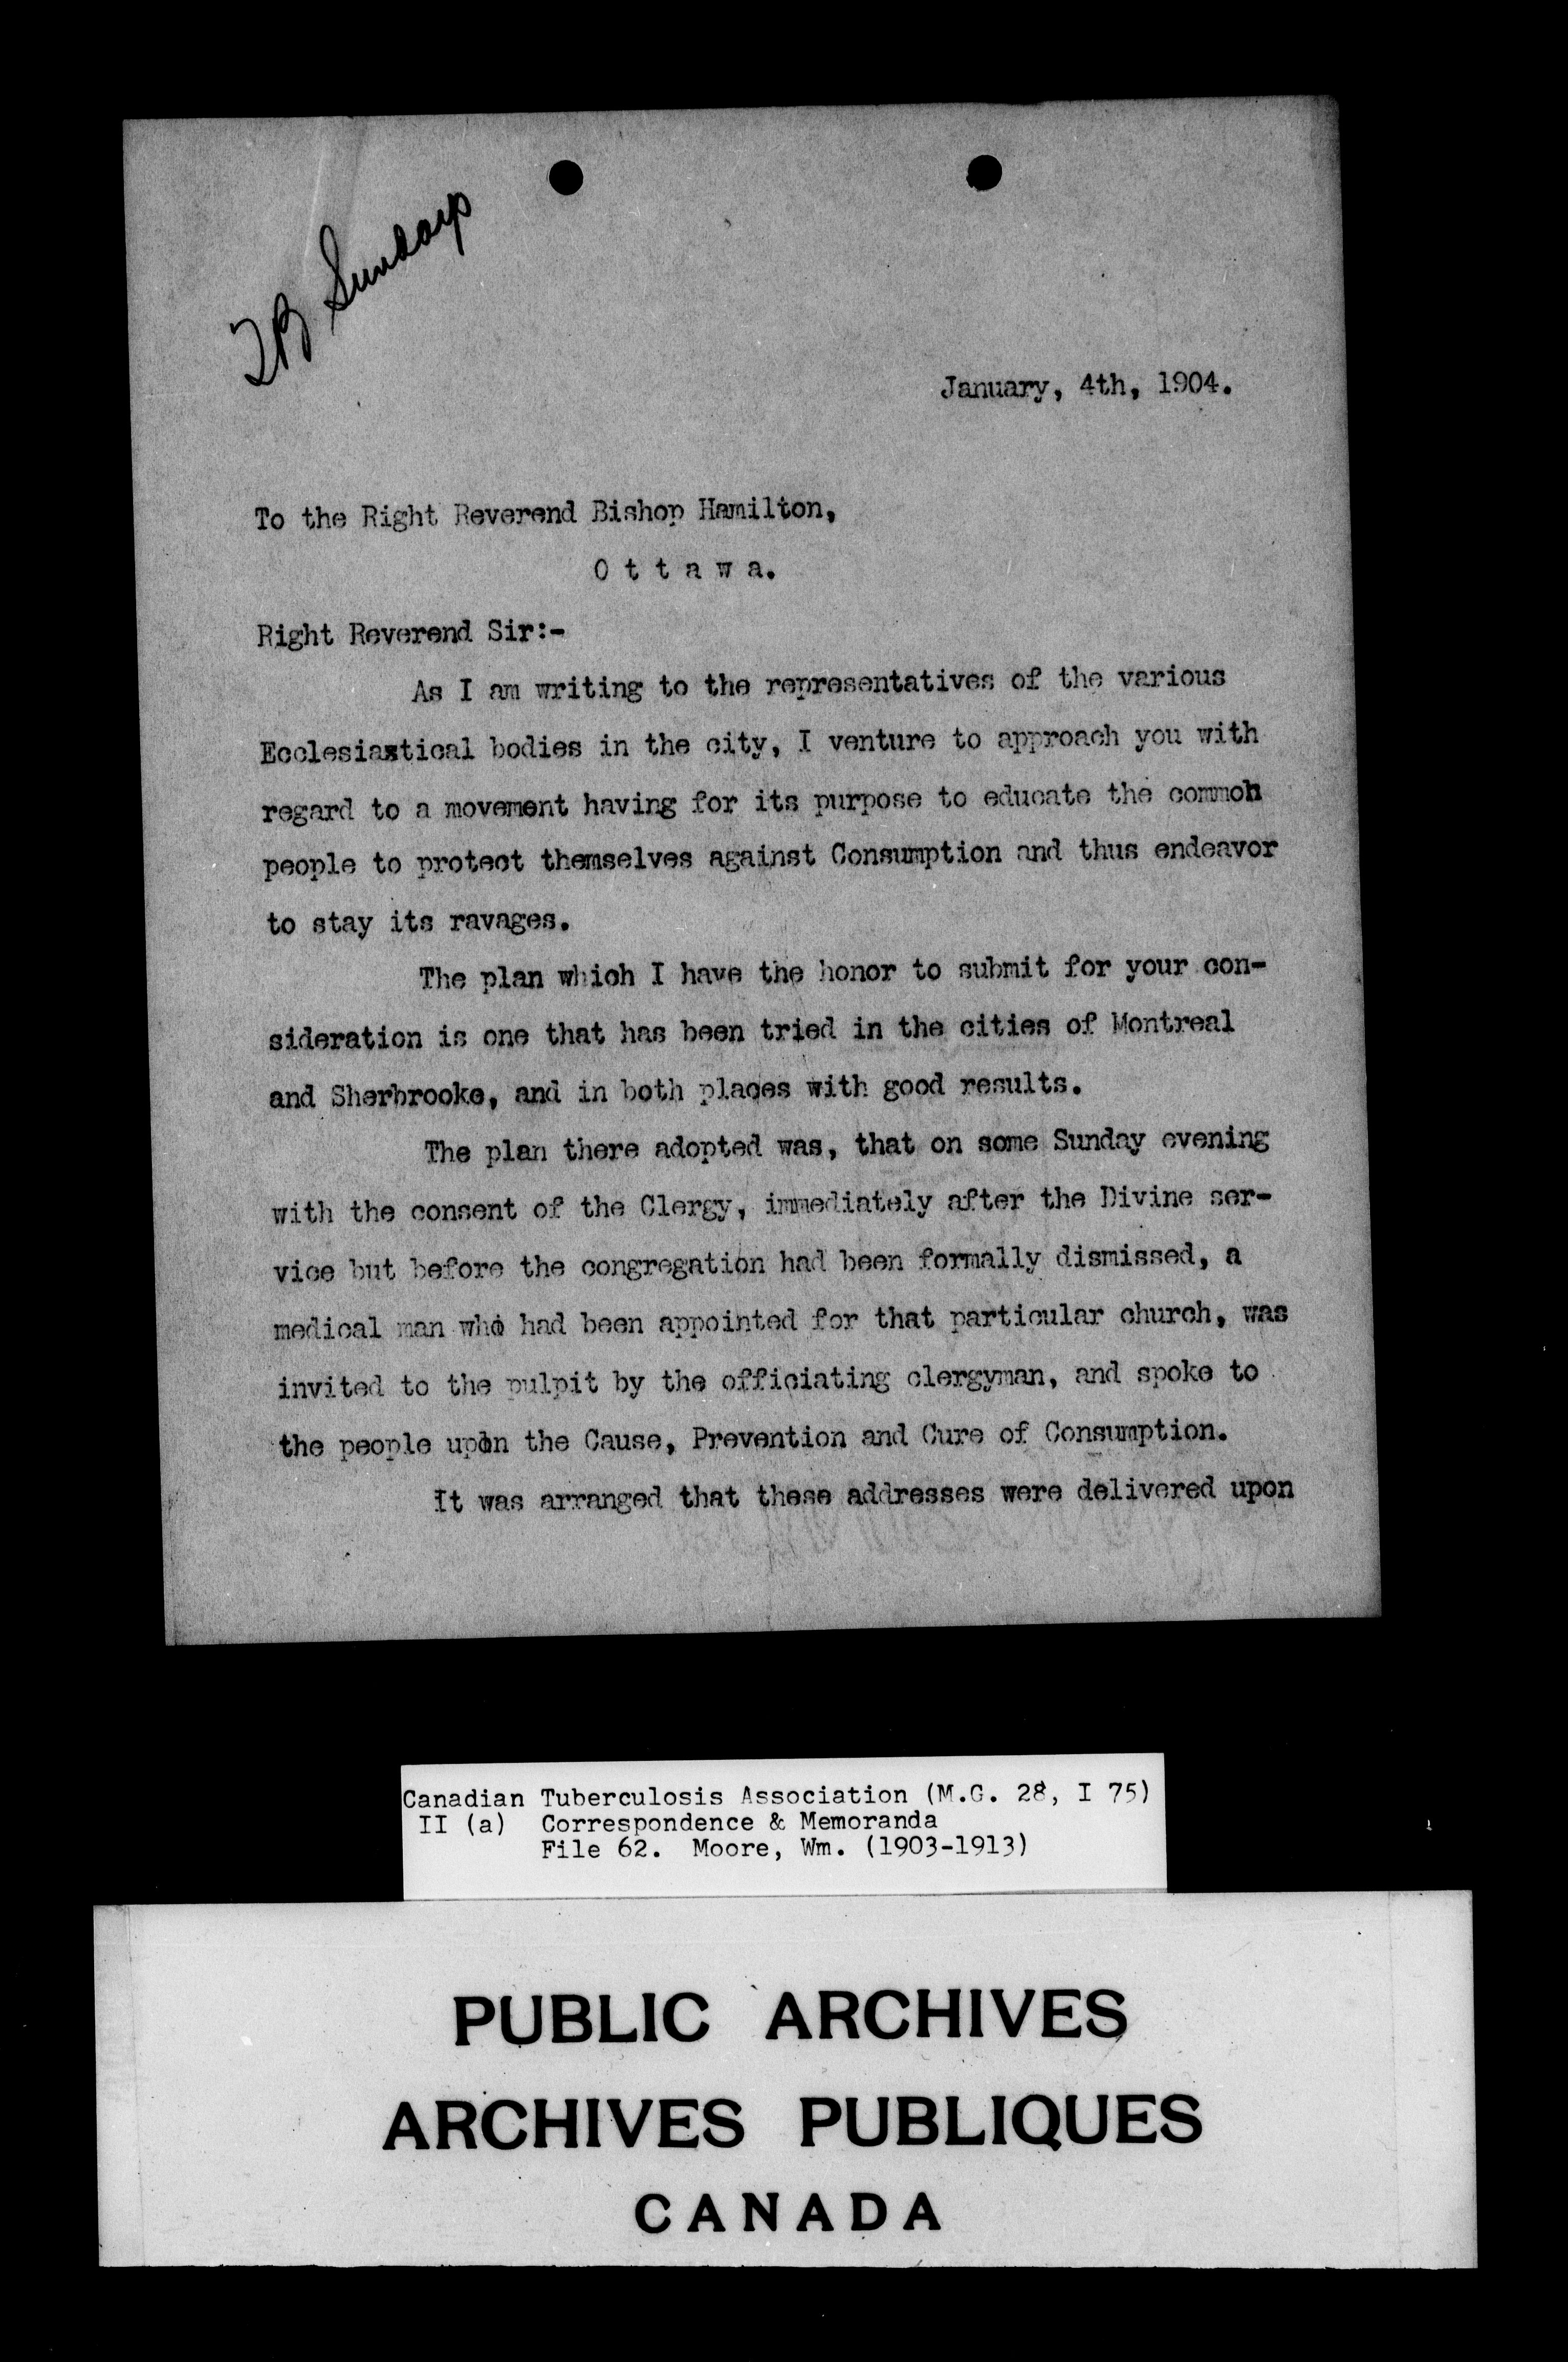 TB Sundays
January, 4th, 1904.
To the Right Reverend Bishop Hamilton,
O t t a w a.
Right Reverend Sir:-
As I am writing to the representatives of the various
Ecclesiastical bodies in the city, I venture to approach you with
regard to a movement having for its purpose to educate the common
people to protect themselves against Consumption and thus endeavor
to stay its ravages.
The plan which I have the honor to submit for your con-
sideration is one that has been tried in the cities of Montreal
and Sherbrooke, and in both places with good results.
The plan there adopted was, that on some Sunday evening
with the consent of the Clergy, immediately after the Divine ser-
vice but before the congregation had been formally dismissed, a
medical man who had been appointed for that particular church, was
invited to the pulpit by the officiating clergyman, and spoke to
the people upon the Cause, Prevention and Cure of Consumption.
It was arranged that these addresses were delivered upon
Canadian Tuberculosis Association (M.G. 28, I 75)
II (a) Correspondence & Memoranda
File 62. Moore, Wm. (1903-1913)
PUBLIC ARCHIVES
ARCHIVES PUBLIQUES
CANADA